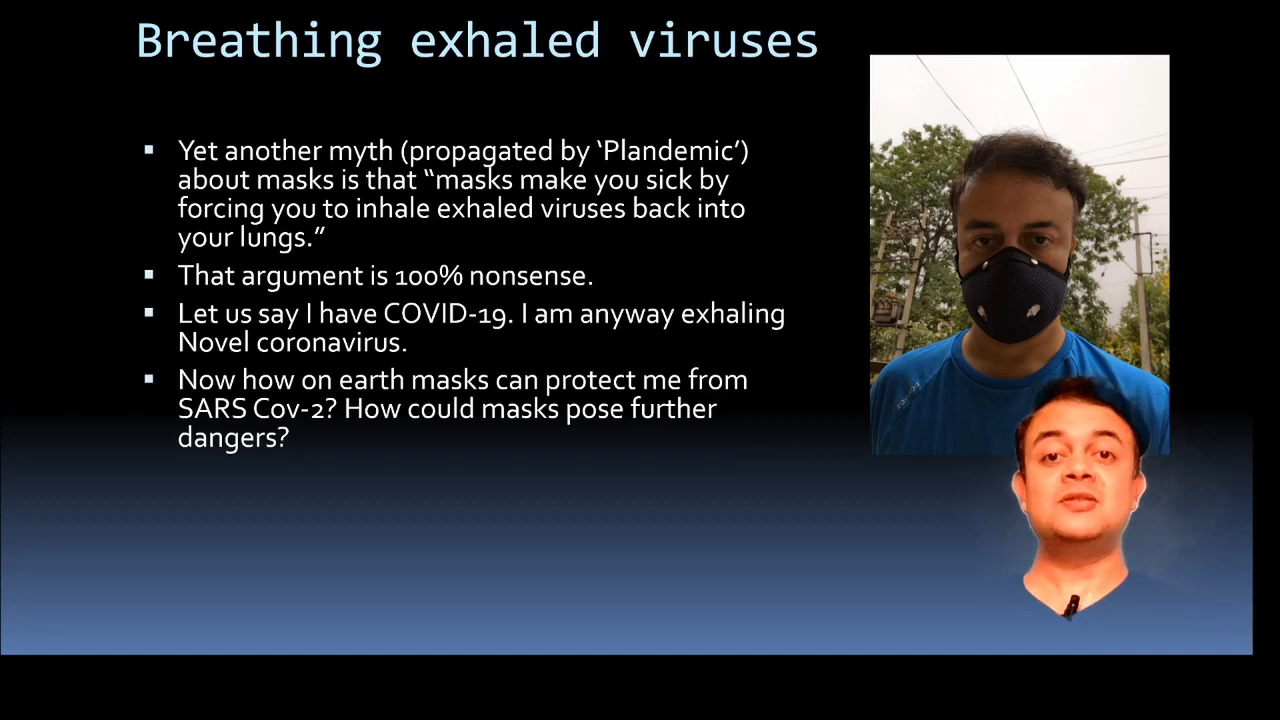 Breathing exhaled viruses
▪ Yet another myth (propagated by ‘Plandemic’)
about masks is that “masks make you sick by
forcing you to inhale exhaled viruses back into
your lungs.”
▪ That argument is 100% nonsense.
▪ Let us say I have COVID-19. I am anyway exhaling
Novel coronavirus.
▪ Now how on earth masks can protect me from
SARS Cov-2? How could masks pose further
dangers?